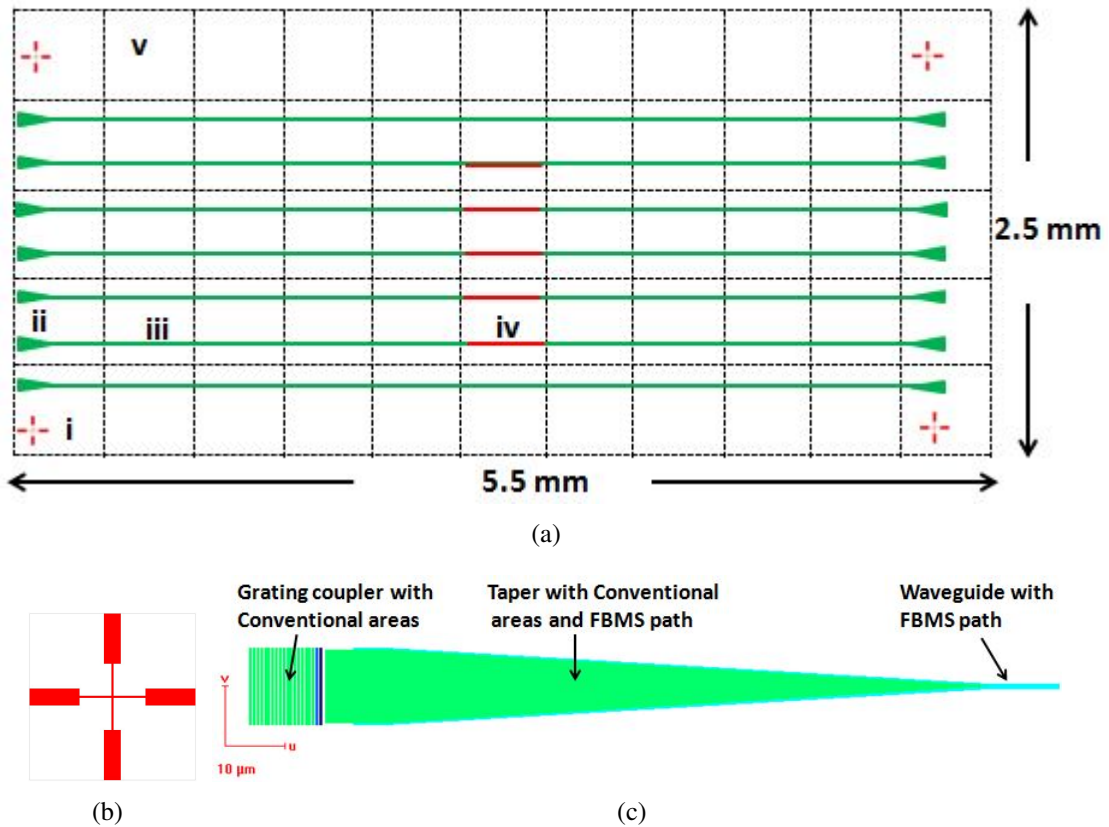 v
2.5 mm
ii
iii
iv
i
5.5 mm
(a)
Grating coupler with
Conventional areas
Taper with Conventional
areas and FBMS path
Waveguide with
FBMS path
v
u
10 µm
(b)
(c)